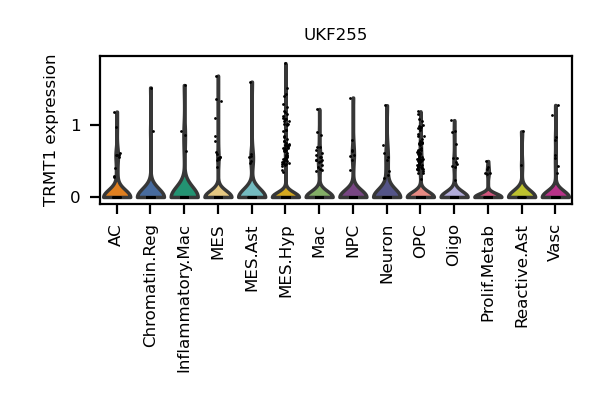 UKF255
TRMT1 expression
1
0
AC
Chromatin.Reg
Inflammatory.Mac
MES
MES.Ast
MES.Hyp
Mac
NPC
Neuron
OPC
Oligo
Prolif.Metab
Reactive.Ast
Vasc